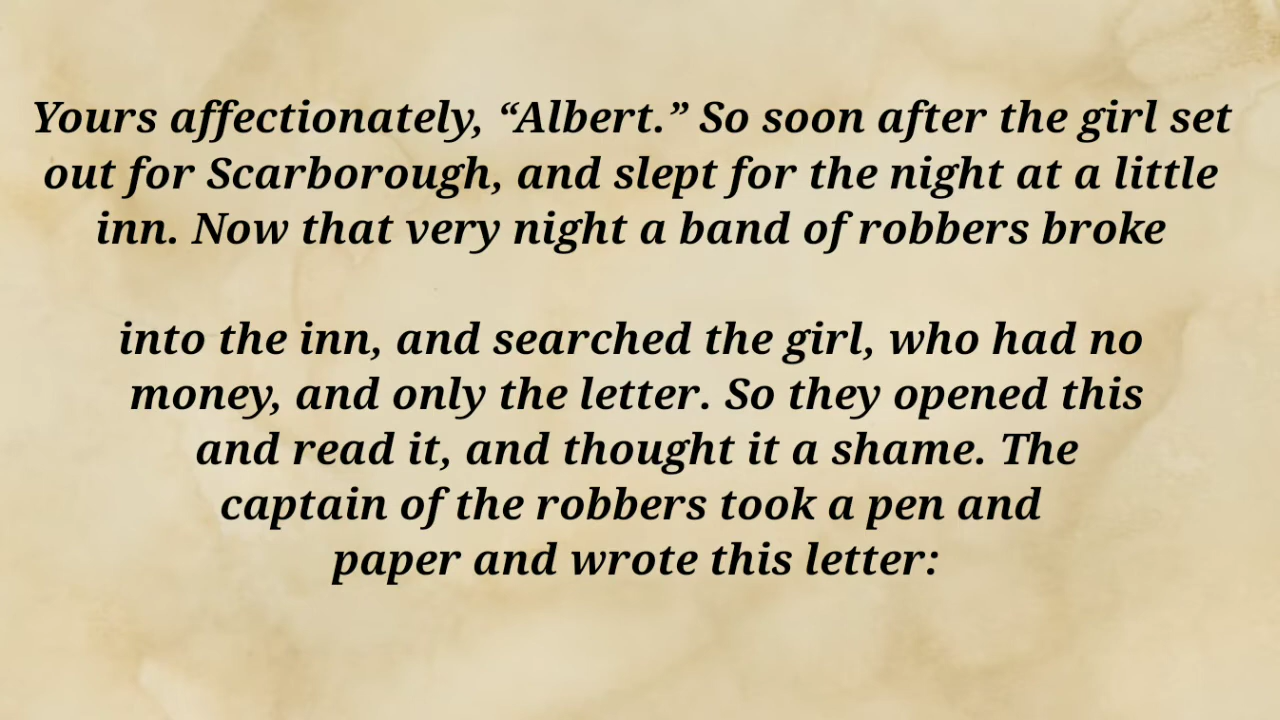 Yours affectionately, “Albert.” So soon after the girl set
out for Scarborough, and slept for the night at a little
inn. Now that very night a band of robbers broke
into the inn, and searched the girl, who had no
money, and only the letter. So they opened this
and read it, and thought it a shame. The
captain of the robbers took a pen and
paper and wrote this letter: